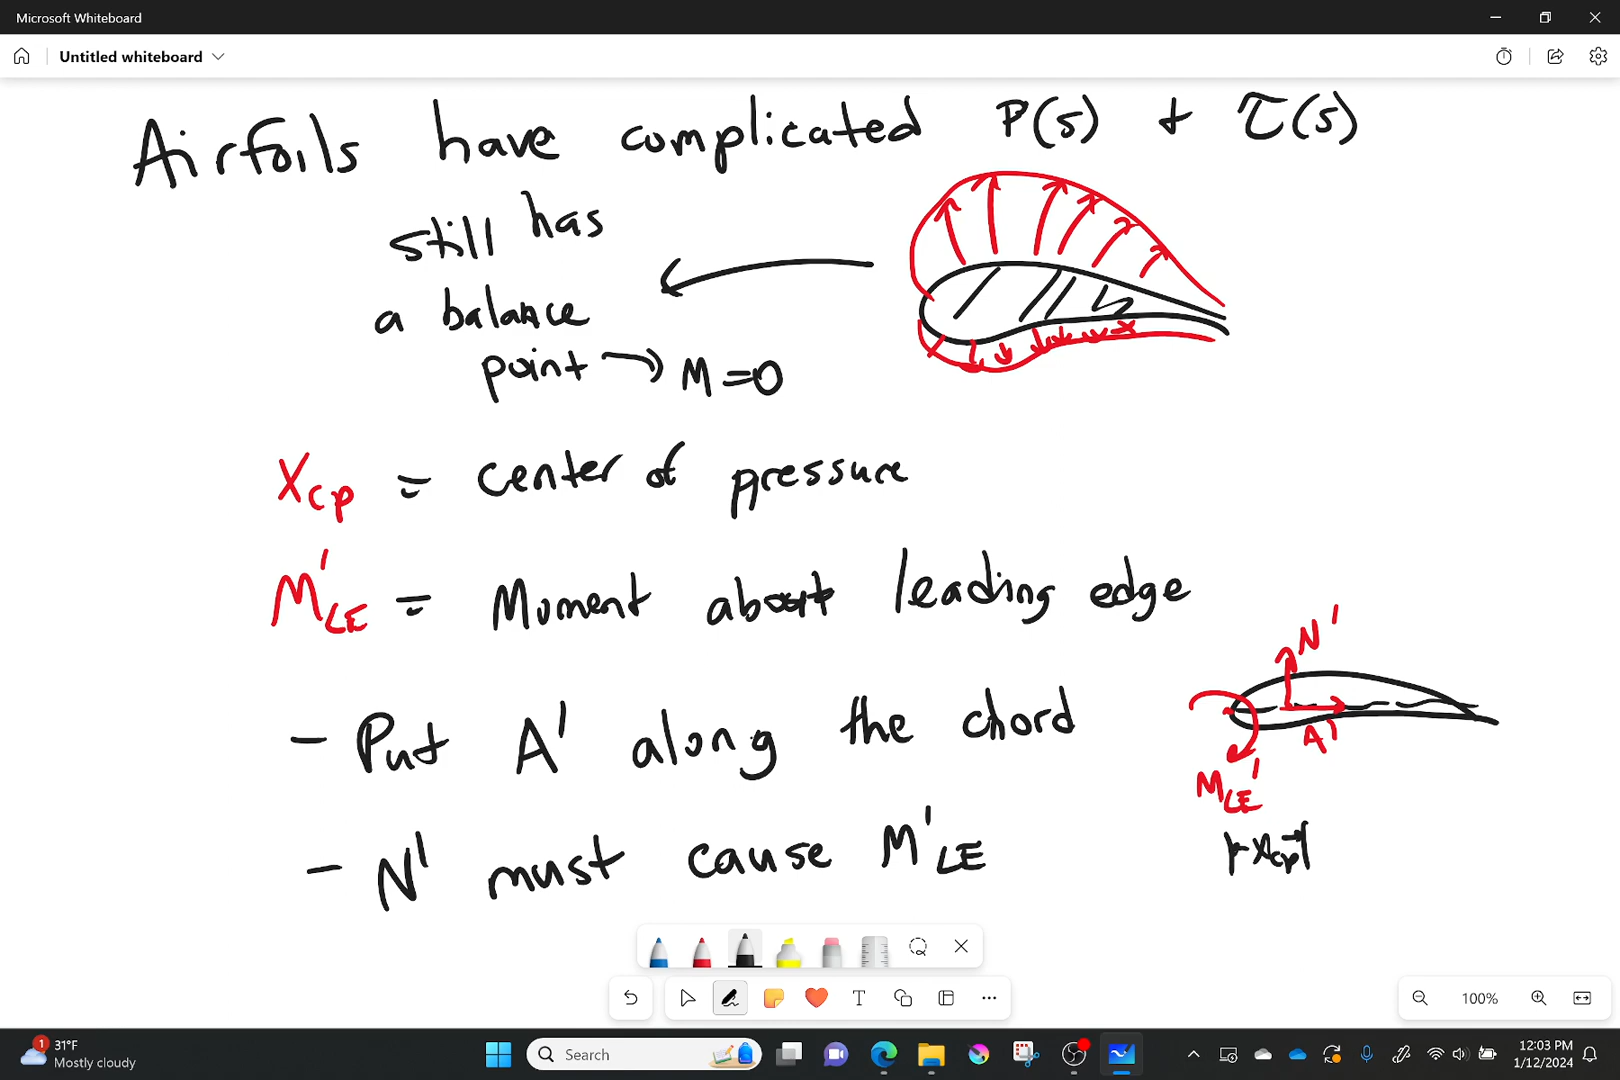 Microsoft Whiteboard
Untitled whiteboard
Airfoils have complicated P(s) + τ(s)
still has
a balance
point → M = 0
Xcp = center of pressure
M'LE = Moment about leading edge
- Put A' along the chord
- N' must cause M'LE
N'
A'
MLE'
Xcp
100%
1
31°F
Mostly cloudy
Search
12:03 PM
1/12/2024